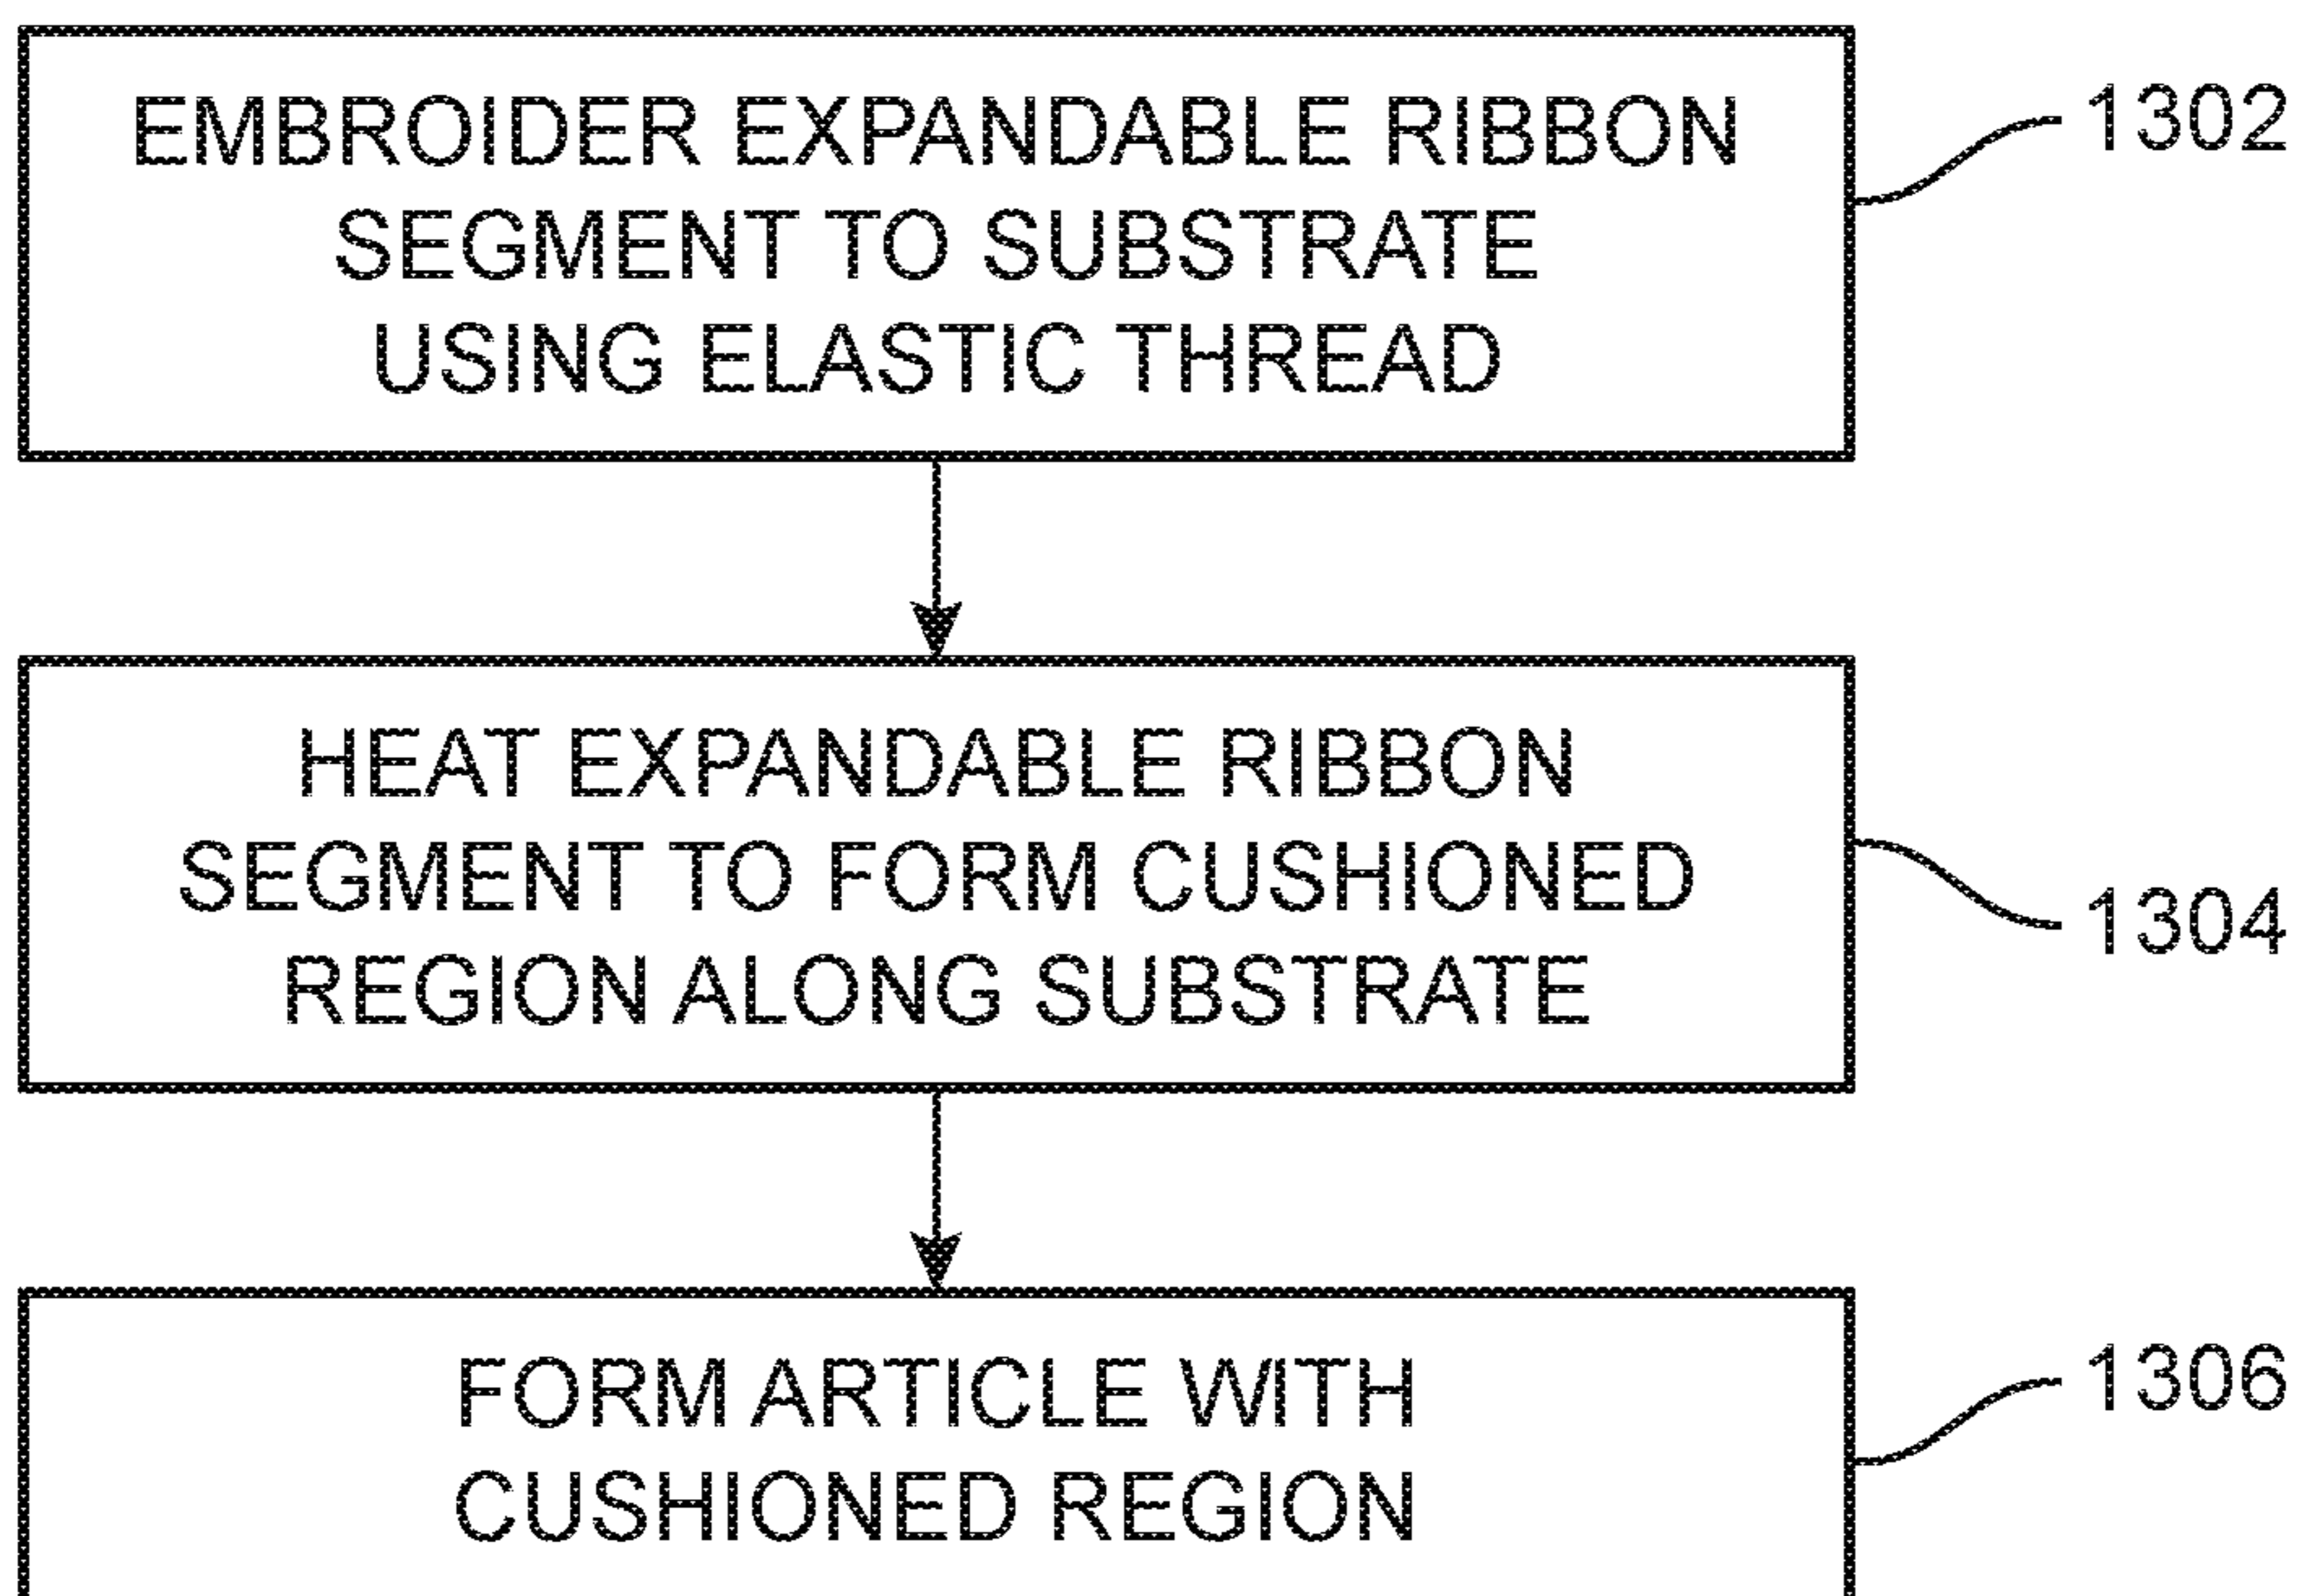 EMBROIDER EXPANDABLE RIBBON
SEGMENT TO SUBSTRATE
USING ELASTIC THREAD
1302
HEAT EXPANDABLE RIBBON
SEGMENT TO FORM CUSHIONED
REGION ALONG SUBSTRATE
1304
FORM ARTICLE WITH
CUSHIONED REGION
1306